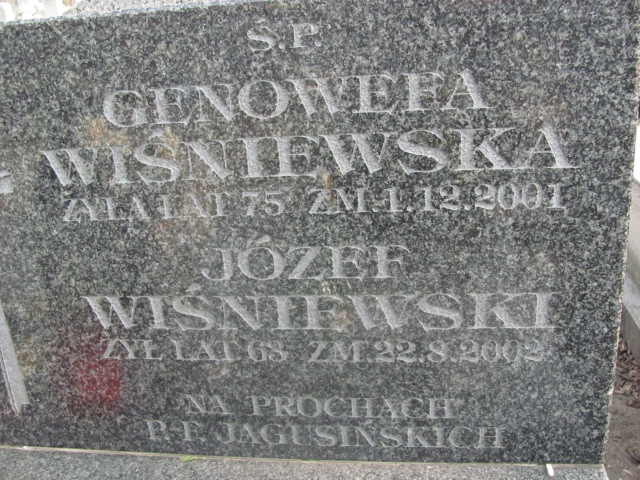 Ś.P.
GENOWEFA
WIŚNIEWSKA
ŻYŁA LAT 75 ZM. 1.12.2001
JÓZEF
WIŚNIEWSKI
ŻYŁ LAT 63 ZM. 22.8.2002
NA PROCHACH
R.F. JAGUSIŃSKICH